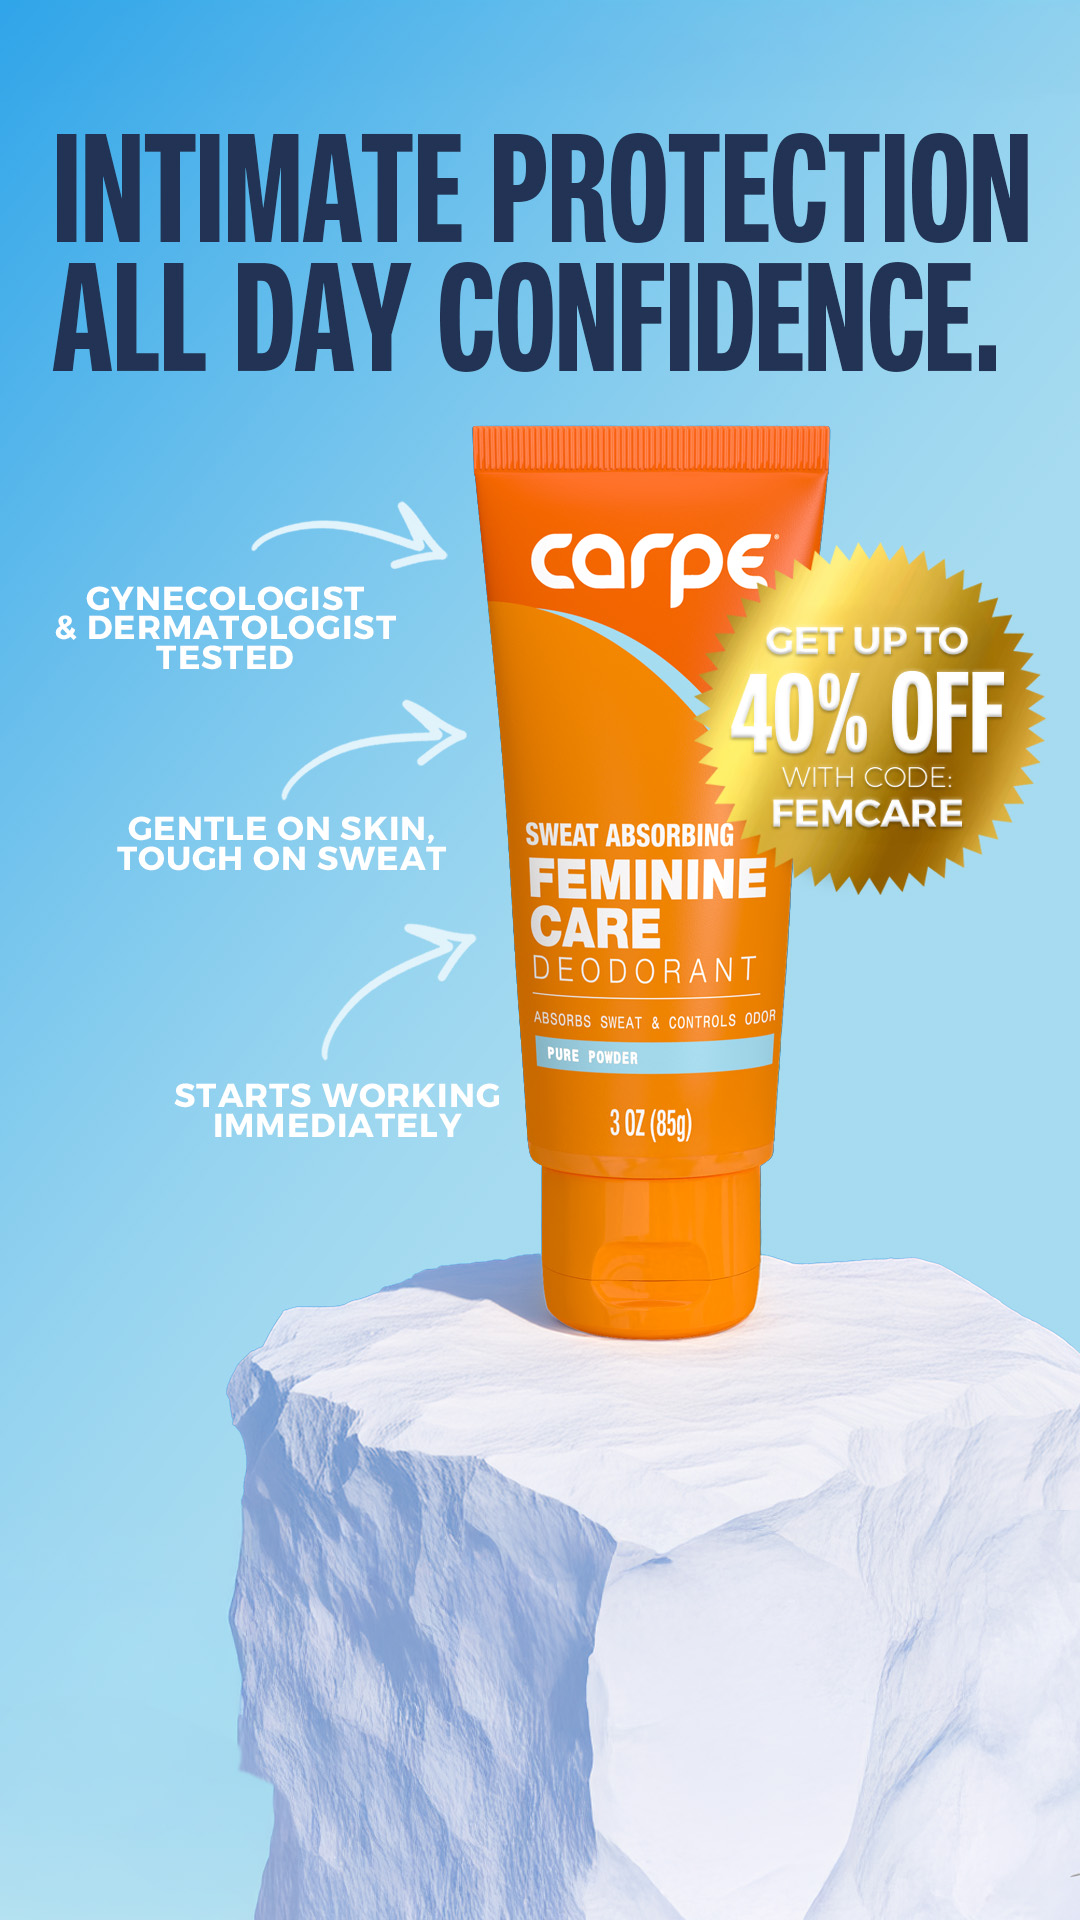 INTIMATE PROTECTION
ALL DAY CONFIDENCE.
carpe
GYNECOLOGIST
& DERMATOLOGIST
TESTED
GET UP TO
40% OFF
WITH CODE:
FEMCARE
GENTLE ON SKIN,
TOUGH ON SWEAT
SWEAT ABSORBING
FEMININE
CARE
DEODORANT
ABSORBS SWEAT & CONTROLS ODOR
PURE POWDER
STARTS WORKING
IMMEDIATELY
3 OZ (85g)